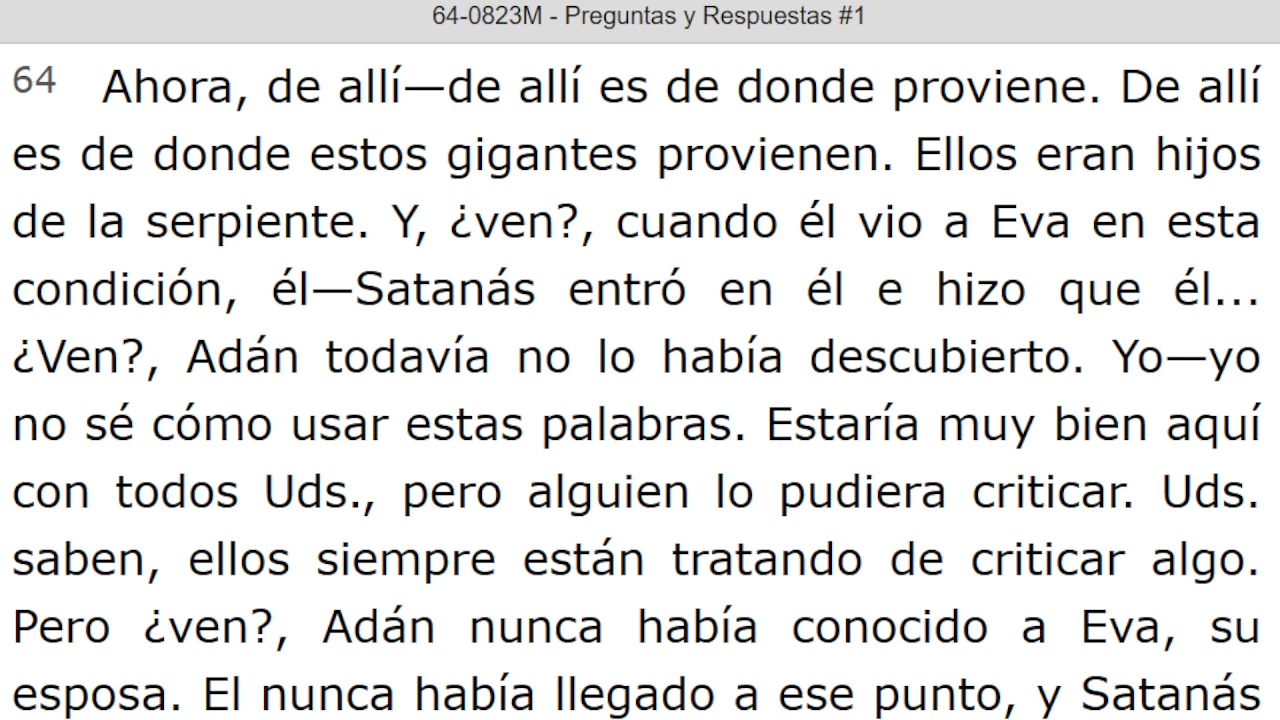 64-0823M - Preguntas y Respuestas #1
64 Ahora, de allí—de allí es de donde proviene. De allí
es de donde estos gigantes provienen. Ellos eran hijos
de la serpiente. Y, ¿ven?, cuando él vio a Eva en esta
condición, él—Satanás entró en él e hizo que él...
¿Ven?, Adán todavía no lo había descubierto. Yo—yo
no sé cómo usar estas palabras. Estaría muy bien aquí
con todos Uds., pero alguien lo pudiera criticar. Uds.
saben, ellos siempre están tratando de criticar algo.
Pero ¿ven?, Adán nunca había conocido a Eva, su
esposa. El nunca había llegado a ese punto, y Satanás